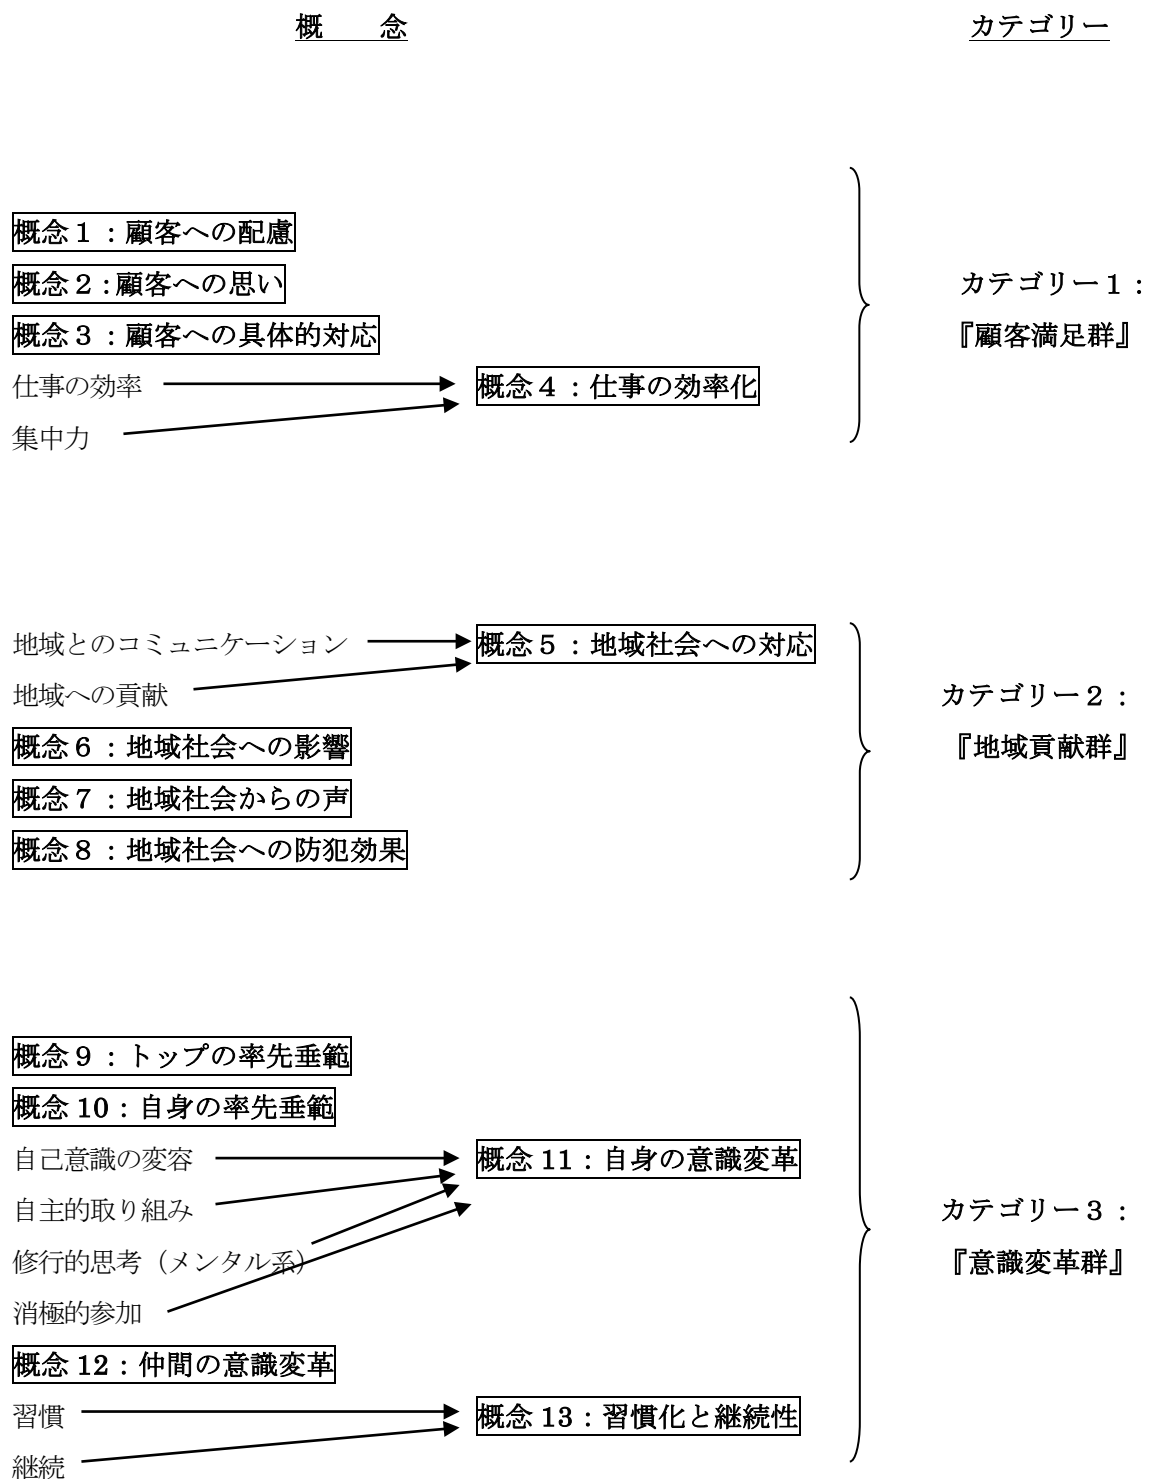 概　　念　　カテゴリー
概念１：顧客への配慮
概念２：顧客への思い　　カテゴリー１：
概念３：顧客への具体的対応　　『顧客満足群』
仕事の効率　　概念４：仕事の効率化
集中力
地域とのコミュニケーション　　概念５：地域社会への対応
地域への貢献　　カテゴリー２：
概念６：地域社会への影響　　『地域貢献群』
概念７：地域社会からの声
概念８：地域社会への防犯効果
概念９：トップの率先垂範
概念 10：自身の率先垂範
自己意識の変容　　概念 11：自身の意識変革
自主的取り組み　　カテゴリー３：
修行的思考（メンタル系）　　『意識変革群』
消極的参加
概念 12：仲間の意識変革
習慣　　概念 13：習慣化と継続性
継続